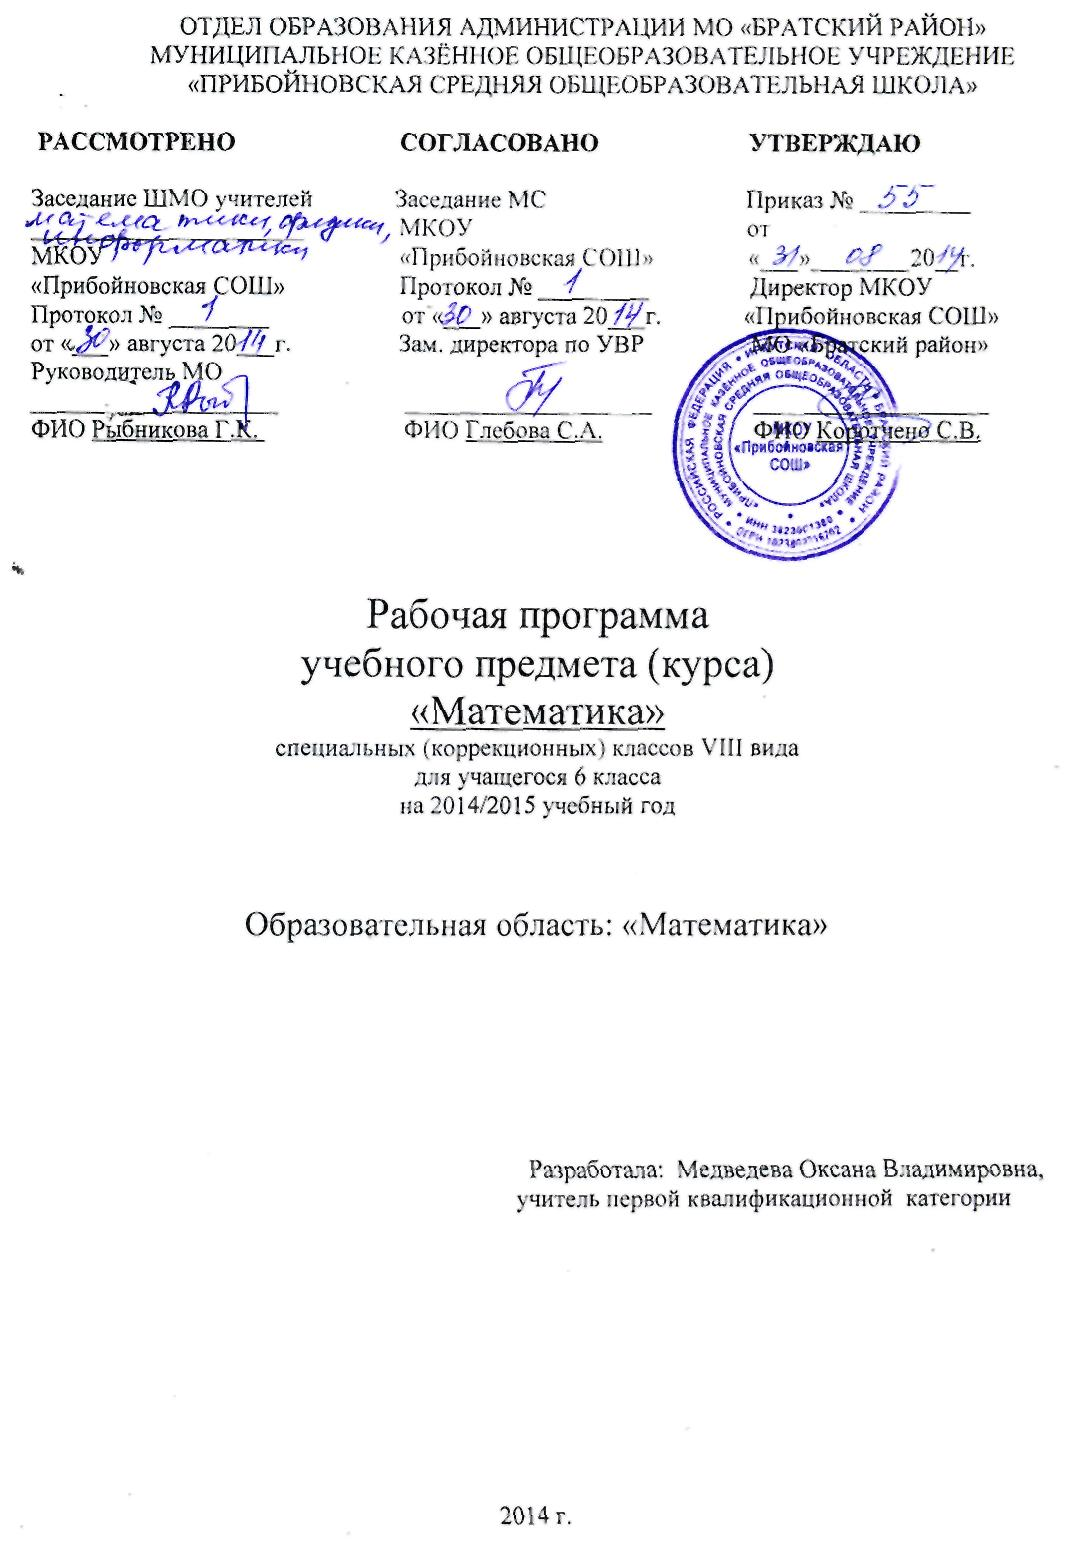 ОТДЕЛ ОБРАЗОВАНИЯ АДМИНИСТРАЦИИ МО «БРАТСКИЙ РАЙОН»
МУНИЦИПАЛЬНОЕ КАЗЁННОЕ ОБЩЕОБРАЗОВАТЕЛЬНОЕ УЧРЕЖДЕНИЕ
«ПРИБОЙНОВСКАЯ СРЕДНЯЯ ОБЩЕОБРАЗОВАТЕЛЬНАЯ ШКОЛА»
РАССМОТРЕНО
Заседание ШМО учителей
математики, физики,
информатики
МКОУ
«Прибойновская СОШ»
Протокол № 1
от «30» августа 2014 г.
Руководитель МО
ФИО Рыбникова Г.К.
СОГЛАСОВАНО
Заседание МС
МКОУ
«Прибойновская СОШ»
Протокол № 1
от «30» августа 2014 г.
Зам. директора по УВР
ФИО Глебова С.А.
УТВЕРЖДАЮ
Приказ № 55
от
«31» 08 2014 г.
Директор МКОУ
«Прибойновская СОШ»
МО «Братский район»
ФИО Коротченко С.В.
МКОУ
«Прибойновская
СОШ»
Рабочая программа
учебного предмета (курса)
«Математика»
специальных (коррекционных) классов VIII вида
для учащегося 6 класса
на 2014/2015 учебный год
Образовательная область: «Математика»
Разработала: Медведева Оксана Владимировна,
учитель первой квалификационной категории
2014 г.